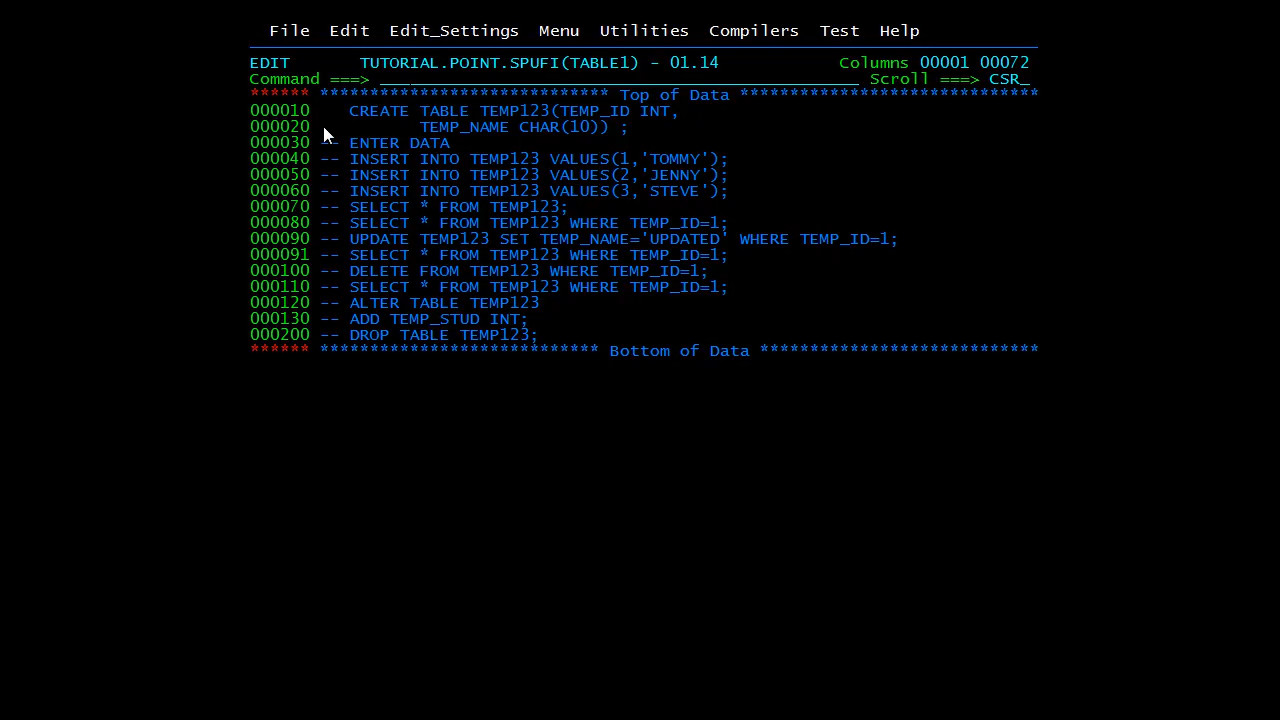 File  Edit  Edit_Settings  Menu  Utilities  Compilers  Test  Help
EDIT       TUTORIAL.POINT.SPUFI(TABLE1) - 01.14            Columns 00001 00072
Command ===> ________________________________________________ Scroll ===> CSR_
****** ***************************** Top of Data ******************************
000010    CREATE TABLE TEMP123(TEMP_ID INT,
000020           TEMP_NAME CHAR(10)) ;
000030 -- ENTER DATA
000040 -- INSERT INTO TEMP123 VALUES(1,'TOMMY');
000050 -- INSERT INTO TEMP123 VALUES(2,'JENNY');
000060 -- INSERT INTO TEMP123 VALUES(3,'STEVE');
000070 -- SELECT * FROM TEMP123;
000080 -- SELECT * FROM TEMP123 WHERE TEMP_ID=1;
000090 -- UPDATE TEMP123 SET TEMP_NAME='UPDATED' WHERE TEMP_ID=1;
000091 -- SELECT * FROM TEMP123 WHERE TEMP_ID=1;
000100 -- DELETE FROM TEMP123 WHERE TEMP_ID=1;
000110 -- SELECT * FROM TEMP123 WHERE TEMP_ID=1;
000120 -- ALTER TABLE TEMP123
000130 -- ADD TEMP_STUD INT;
000200 -- DROP TABLE TEMP123;
****** **************************** Bottom of Data ****************************